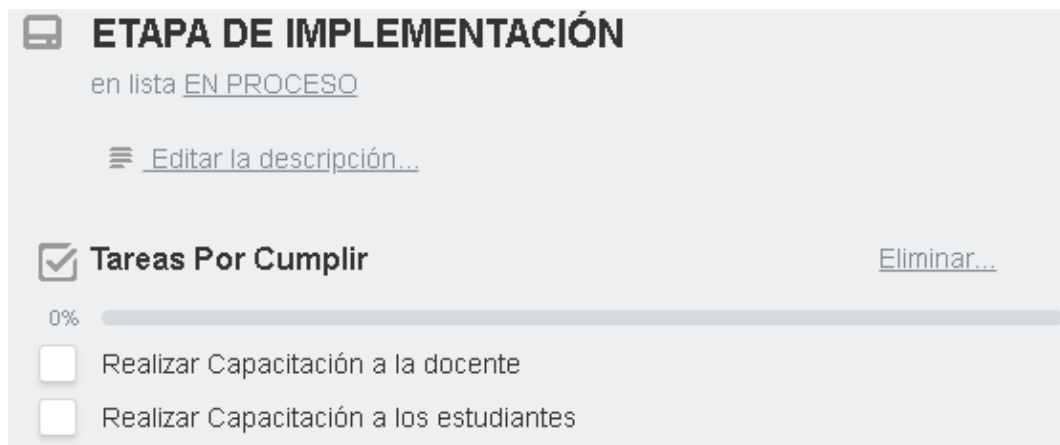 ETAPA DE IMPLEMENTACIÓN
en lista EN PROCESO
Editar la descripción...
Tareas Por Cumplir Eliminar...
0%
Realizar Capacitación a la docente
Realizar Capacitación a los estudiantes